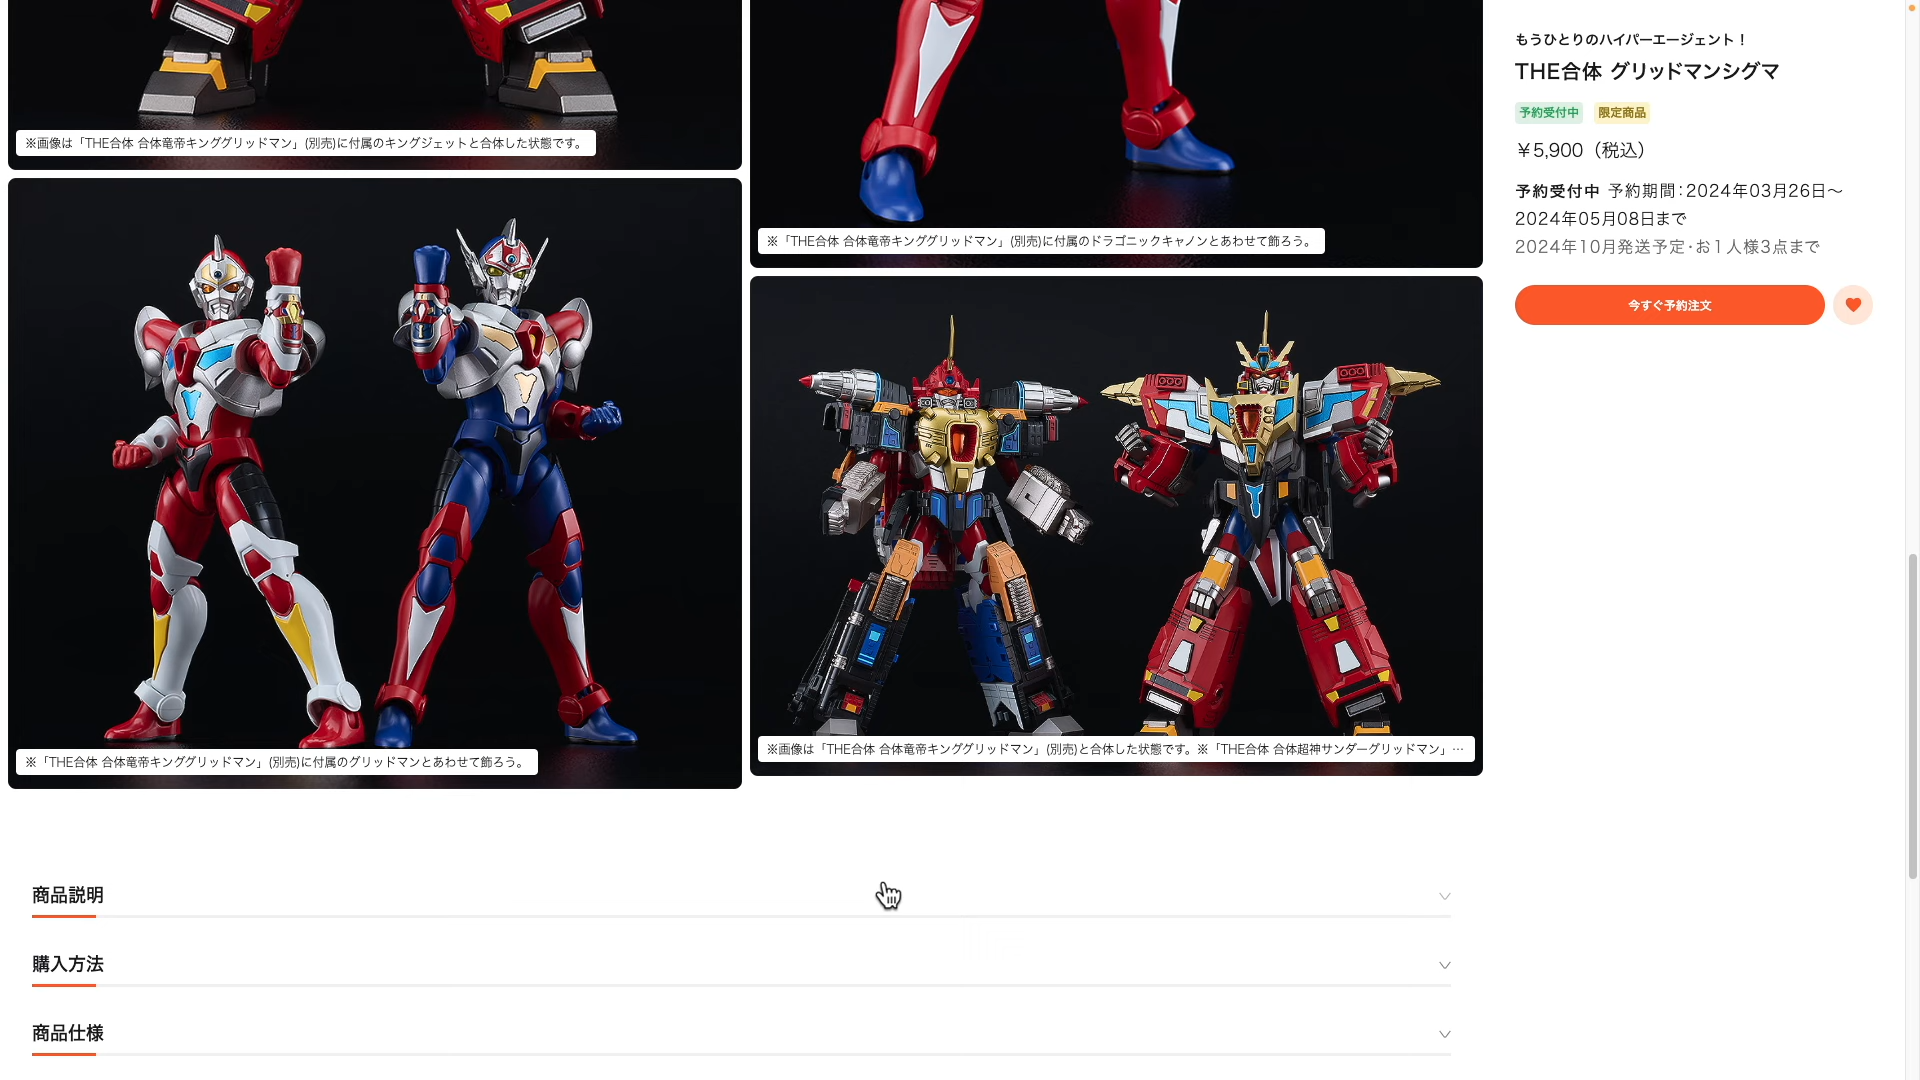 ※画像は「THE合体 合体竜帝キンググリッドマン」(別売)に付属のキングジェットと合体した状態です。
※「THE合体 合体竜帝キンググリッドマン」(別売)に付属のドラゴニックキャノンとあわせて飾ろう。
※「THE合体 合体竜帝キンググリッドマン」(別売)に付属のグリッドマンとあわせて飾ろう。
※画像は「THE合体 合体竜帝キンググリッドマン」(別売)と合体した状態です。※「THE合体 合体超神サンダーグリッドマン」…
商品説明
購入方法
商品仕様
もうひとりのハイパーエージェント！
THE合体 グリッドマンシグマ
予約受付中 限定商品
￥5,900（税込）
予約受付中 予約期間：2024年03月26日〜
2024年05月08日まで
2024年10月発送予定・お1人様3点まで
今すぐ予約注文